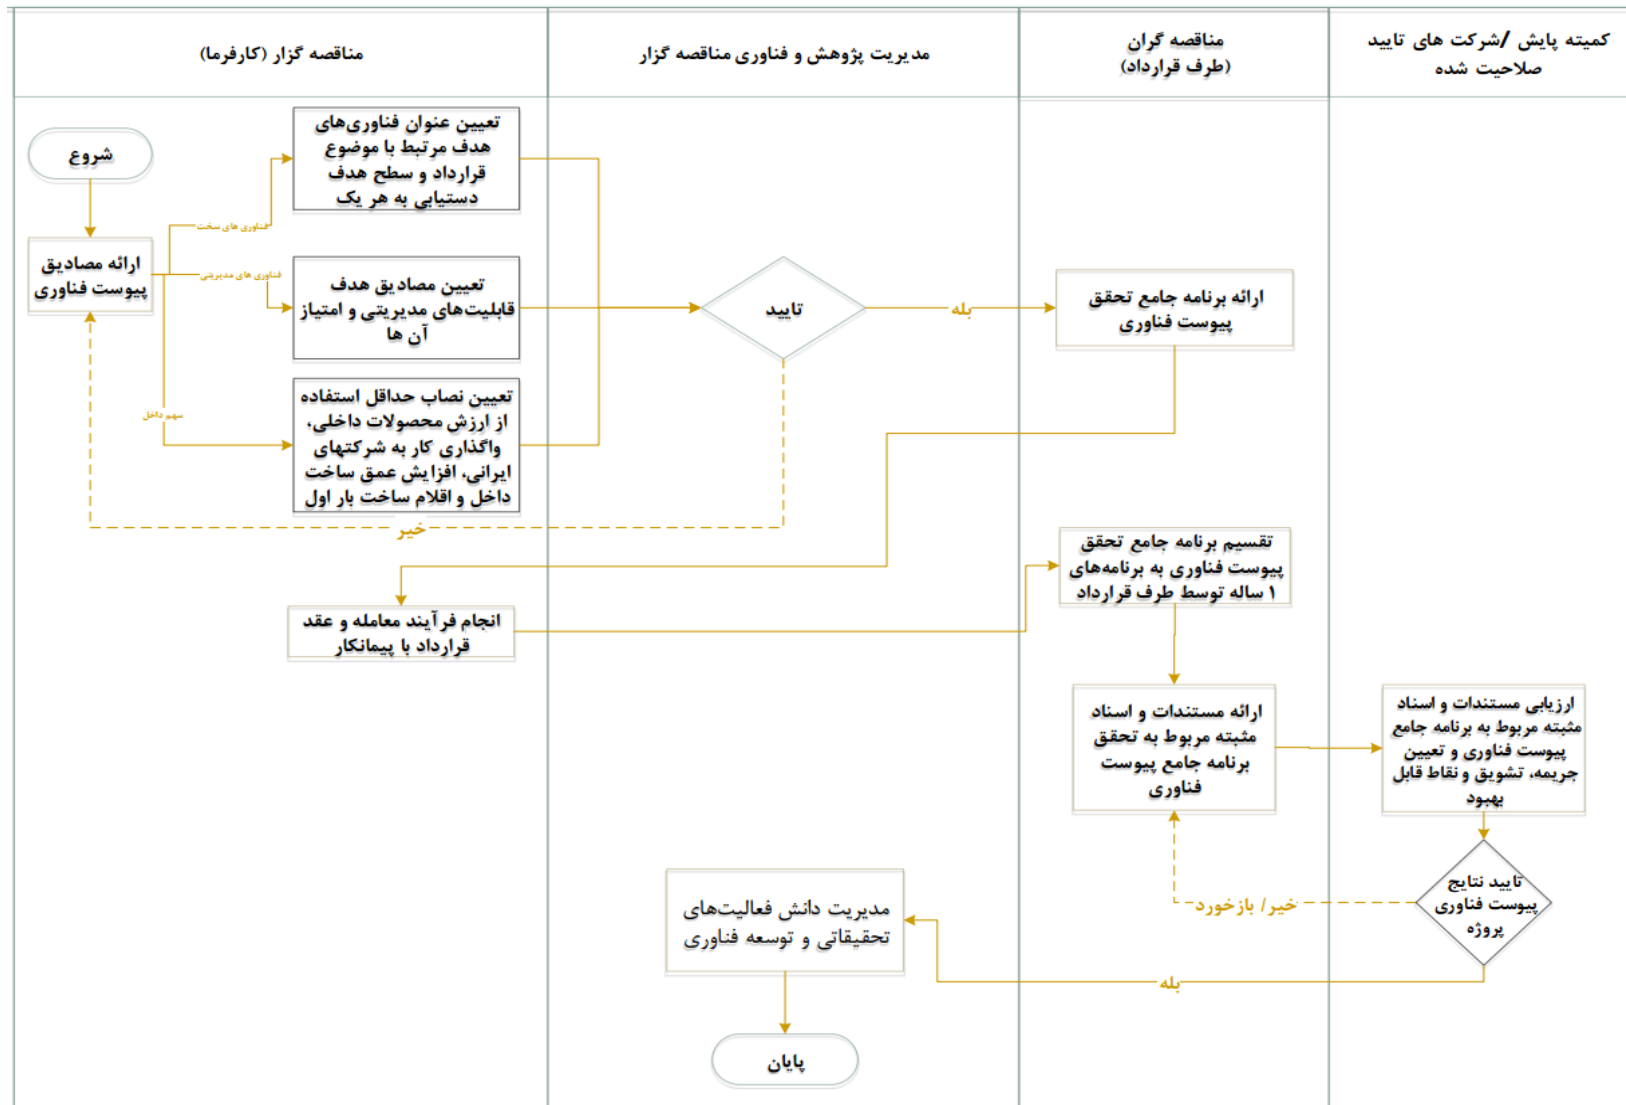 مناقصه گزار (کارفرما)
مدیریت پژوهش و فناوری مناقصه گزار
مناقصه گران
(طرف قرارداد)
کمیته پایش /شرکت های تایید
صلاحیت شده
شروع
ارائه مصادیق
پیوست فناوری
فناوری های سخت
فناوری های مدیریتی
سهم داخل
تعیین عنوان فناوری‌های
هدف مرتبط با موضوع
قرارداد و سطح هدف
دستیابی به هر یک
تعیین مصادیق هدف
قابلیت‌های مدیریتی و امتیاز
آن ها
تعیین نصاب حداقل استفاده
از ارزش محصولات داخلی،
واگذاری کار به شرکتهای
ایرانی، افزایش عمق ساخت
داخل و اقلام ساخت بار اول
تایید
بله
خیر
ارائه برنامه جامع تحقق
پیوست فناوری
انجام فرآیند معامله و عقد
قرارداد با پیمانکار
تقسیم برنامه جامع تحقق
پیوست فناوری به برنامه‌های
۱ ساله توسط طرف قرارداد
ارائه مستندات و اسناد
مثبته مربوط به تحقق
برنامه جامع پیوست
فناوری
ارزیابی مستندات و اسناد
مثبته مربوط به برنامه جامع
پیوست فناوری و تعیین
جریمه، تشویق و نقاط قابل
بهبود
تایید نتایج
پیوست فناوری
پروژه
خیر/ بازخورد
بله
مدیریت دانش فعالیت‌های
تحقیقاتی و توسعه فناوری
پایان